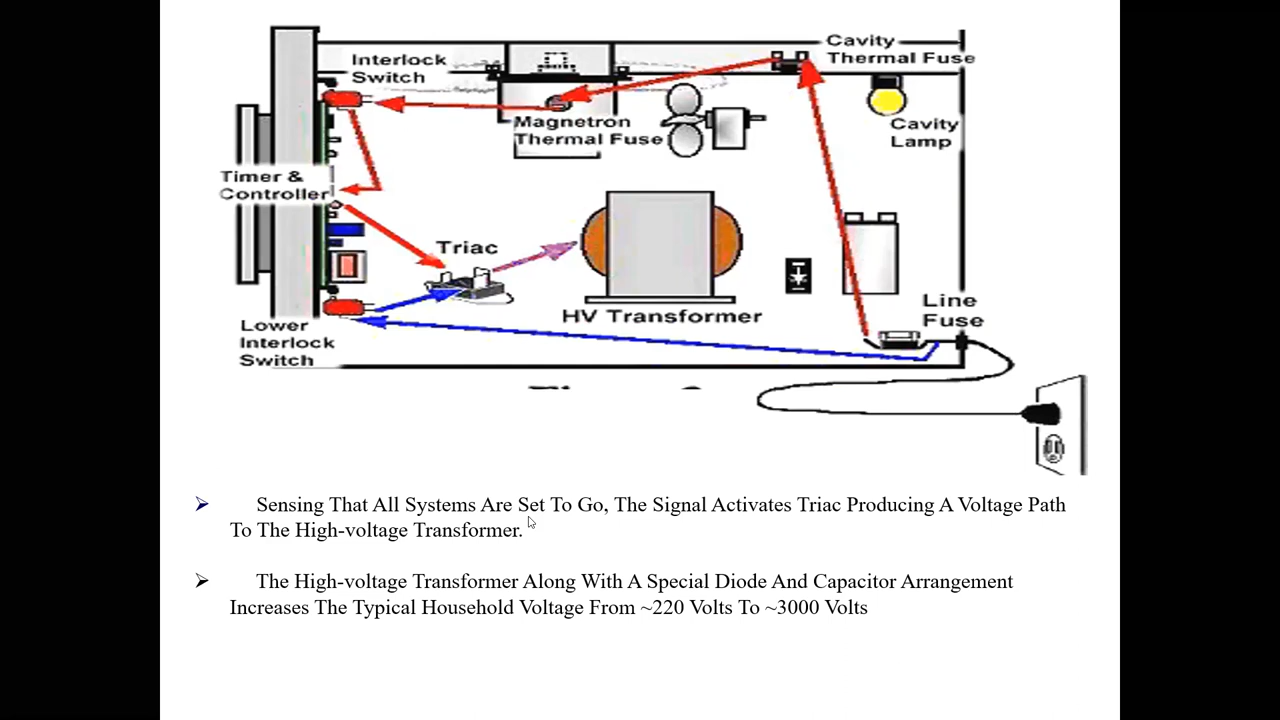 Cavity
Thermal Fuse
Interlock
Switch
Magnetron
Thermal Fuse
Cavity
Lamp
Timer &
Controller
Triac
HV Transformer
Line
Fuse
Lower
Interlock
Switch
Sensing That All Systems Are Set To Go, The Signal Activates Triac Producing A Voltage Path
To The High-voltage Transformer.
The High-voltage Transformer Along With A Special Diode And Capacitor Arrangement
Increases The Typical Household Voltage From ~220 Volts To ~3000 Volts